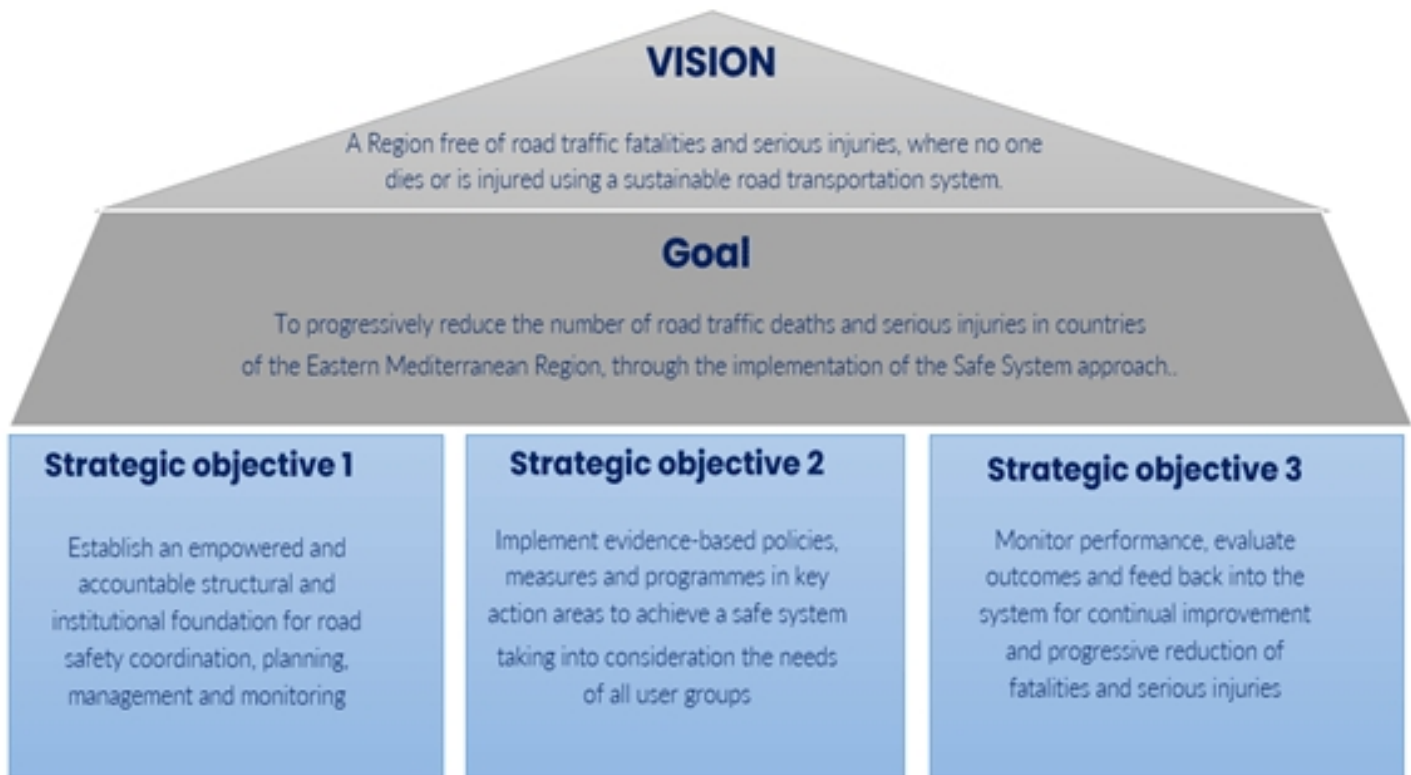 VISION
A Region free of road traffic fatalities and serious injuries, where no one
dies or is injured using a sustainable road transportation system.
Goal
To progressively reduce the number of road traffic deaths and serious injuries in countries
of the Eastern Mediterranean Region, through the implementation of the Safe System approach..
Strategic objective 1
Establish an empowered and
accountable structural and
institutional foundation for road
safety coordination, planning,
management and monitoring
Strategic objective 2
Implement evidence-based policies,
measures and programmes in key
action areas to achieve a safe system
taking into consideration the needs
of all user groups
Strategic objective 3
Monitor performance, evaluate
outcomes and feed back into the
system for continual improvement
and progressive reduction of
fatalities and serious injuries